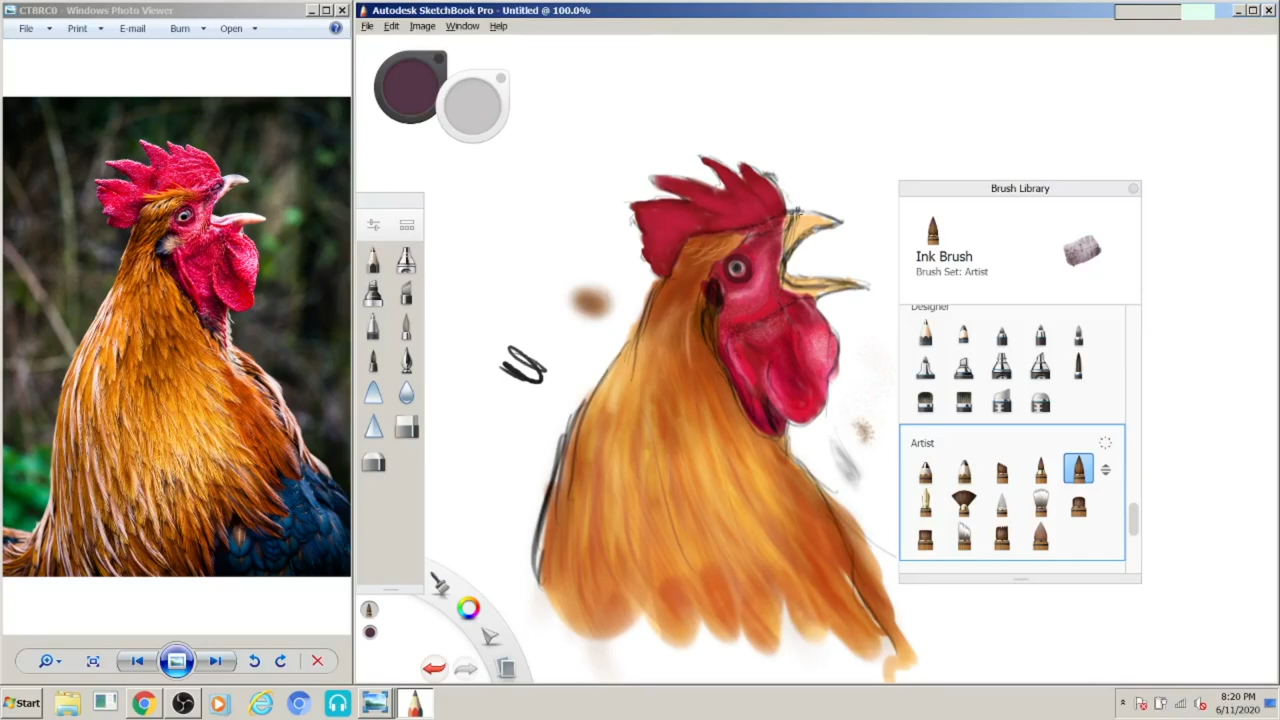 CT8RC0 - Windows Photo Viewer
File Print E-mail Burn Open
Autodesk SketchBook Pro - Untitled @ 100.0%
File Edit Image Window Help
Brush Library
Ink Brush
Brush Set: Artist
Designer
Artist
Start
8:20 PM
6/11/2020